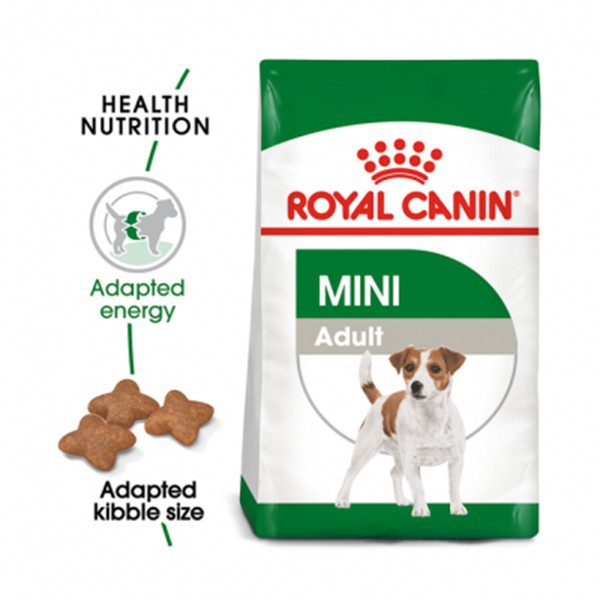 HEALTH
NUTRITION
Adapted
energy
Adapted
kibble size
ROYAL CANIN®
MINI
Adult